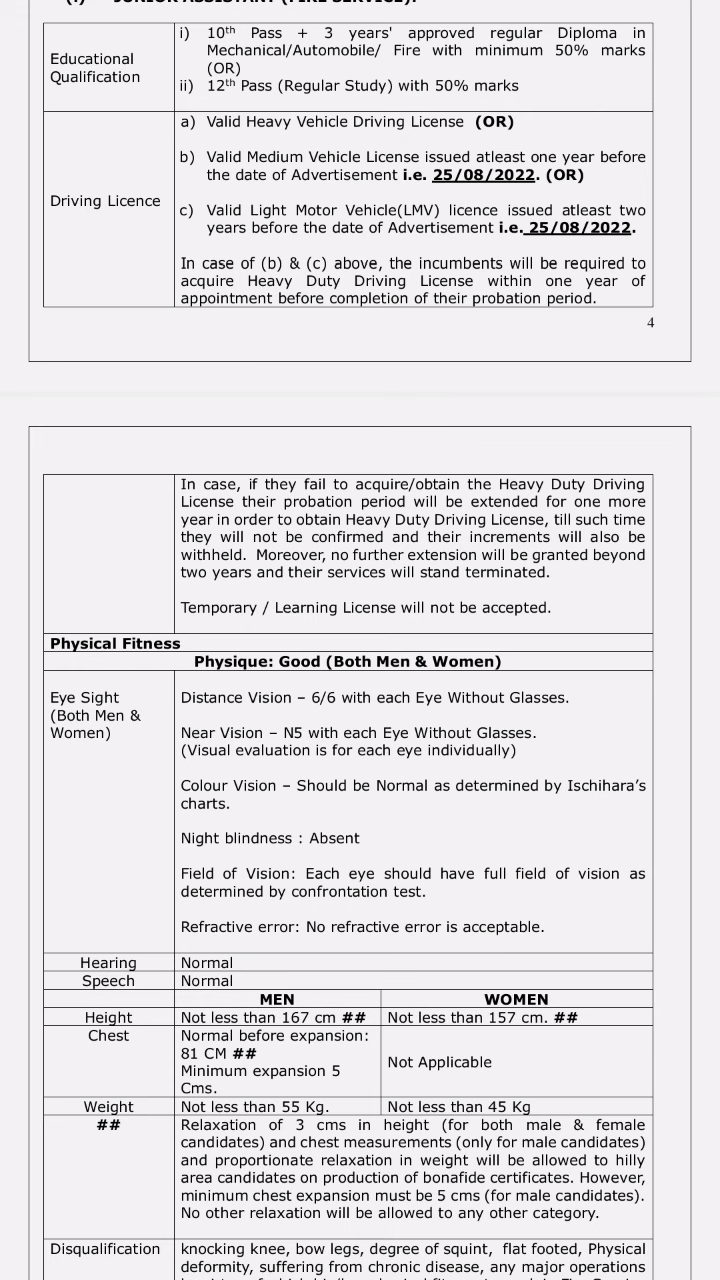 (i) JUNIOR ASSISTANT (FIRE SERVICE):
Educational Qualification
i) 10th Pass + 3 years' approved regular Diploma in
Mechanical/Automobile/ Fire with minimum 50% marks
(OR)
ii) 12th Pass (Regular Study) with 50% marks
Driving Licence
a) Valid Heavy Vehicle Driving License (OR)
b) Valid Medium Vehicle License issued atleast one year before
the date of Advertisement i.e. 25/08/2022. (OR)
c) Valid Light Motor Vehicle(LMV) licence issued atleast two
years before the date of Advertisement i.e. 25/08/2022.
In case of (b) & (c) above, the incumbents will be required to
acquire Heavy Duty Driving License within one year of
appointment before completion of their probation period.
4
In case, if they fail to acquire/obtain the Heavy Duty Driving
License their probation period will be extended for one more
year in order to obtain Heavy Duty Driving License, till such time
they will not be confirmed and their increments will also be
withheld. Moreover, no further extension will be granted beyond
two years and their services will stand terminated.
Temporary / Learning License will not be accepted.
Physical Fitness
Physique: Good (Both Men & Women)
Eye Sight
(Both Men &
Women)
Distance Vision – 6/6 with each Eye Without Glasses.
Near Vision – N5 with each Eye Without Glasses.
(Visual evaluation is for each eye individually)
Colour Vision – Should be Normal as determined by Ischihara's
charts.
Night blindness : Absent
Field of Vision: Each eye should have full field of vision as
determined by confrontation test.
Refractive error: No refractive error is acceptable.
Hearing Normal
Speech Normal
MEN WOMEN
Height Not less than 167 cm ## Not less than 157 cm. ##
Chest
Normal before expansion:
81 CM ##
Minimum expansion 5
Cms.
Not Applicable
Weight Not less than 55 Kg. Not less than 45 Kg
## Relaxation of 3 cms in height (for both male & female
candidates) and chest measurements (only for male candidates)
and proportionate relaxation in weight will be allowed to hilly
area candidates on production of bonafide certificates. However,
minimum chest expansion must be 5 cms (for male candidates).
No other relaxation will be allowed to any other category.
Disqualification knocking knee, bow legs, degree of squint, flat footed, Physical
deformity, suffering from chronic disease, any major operations